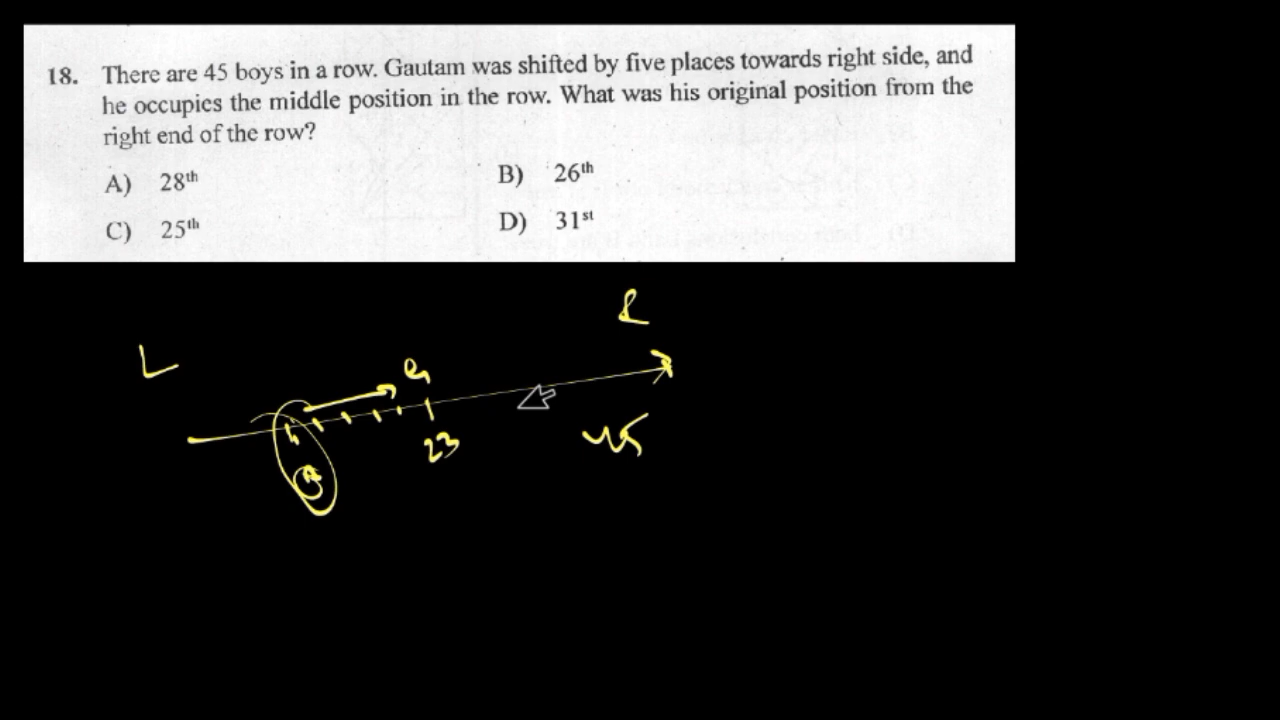 18. There are 45 boys in a row. Gautam was shifted by five places towards right side, and
he occupies the middle position in the row. What was his original position from the
right end of the row?
A) 28th B) 26th
C) 25th D) 31st
L
23
45